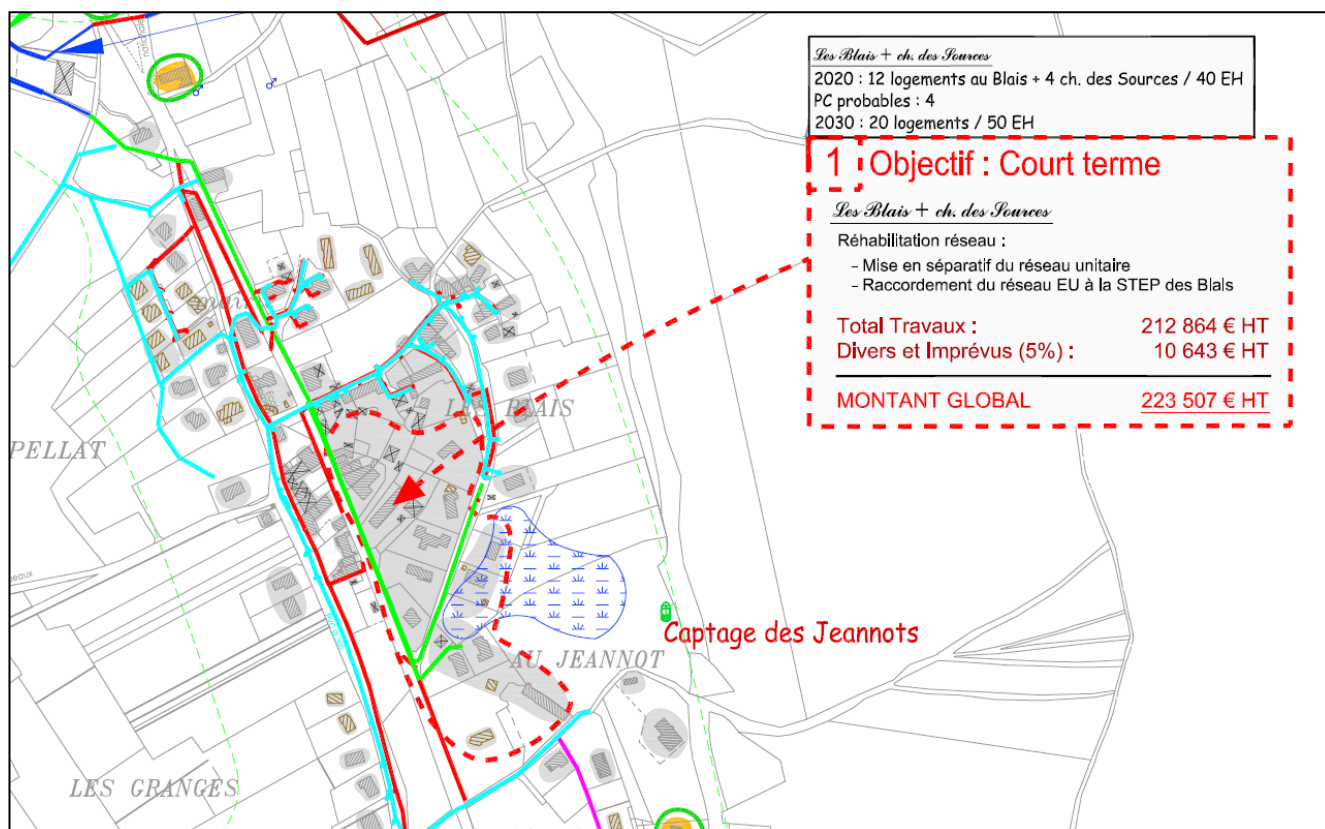 nationale
Les Blais + ch. des Sources
2020 : 12 logements au Blais + 4 ch. des Sources / 40 EH
PC probables : 4
2030 : 20 logements / 50 EH
1 Objectif : Court terme
Les Blais + ch. des Sources
Réhabilitation réseau :
- Mise en séparatif du réseau unitaire
- Raccordement du réseau EU à la STEP des Blais
Total Travaux : 212 864 € HT
Divers et Imprévus (5%) : 10 643 € HT
MONTANT GLOBAL 223 507 € HT
LES BLAIS
PELLAT
Captage des Jeannots
AU JEANNOT
LES GRANGES